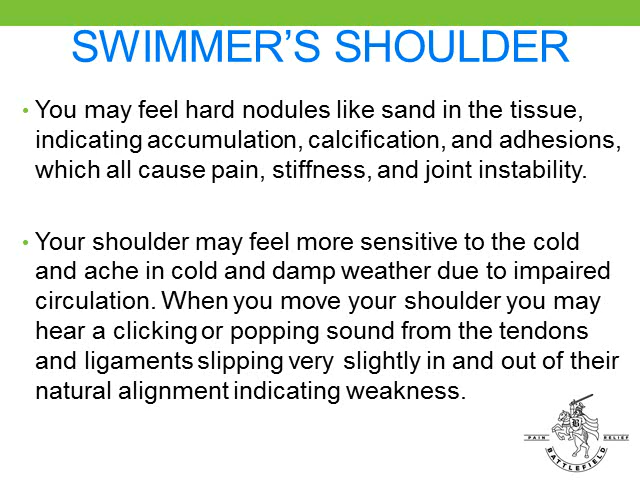 SWIMMER’S SHOULDER
• You may feel hard nodules like sand in the tissue,
indicating accumulation, calcification, and adhesions,
which all cause pain, stiffness, and joint instability.
• Your shoulder may feel more sensitive to the cold
and ache in cold and damp weather due to impaired
circulation. When you move your shoulder you may
hear a clicking or popping sound from the tendons
and ligaments slipping very slightly in and out of their
natural alignment indicating weakness.
B
PAIN RELIEF
BATTLEFIELD